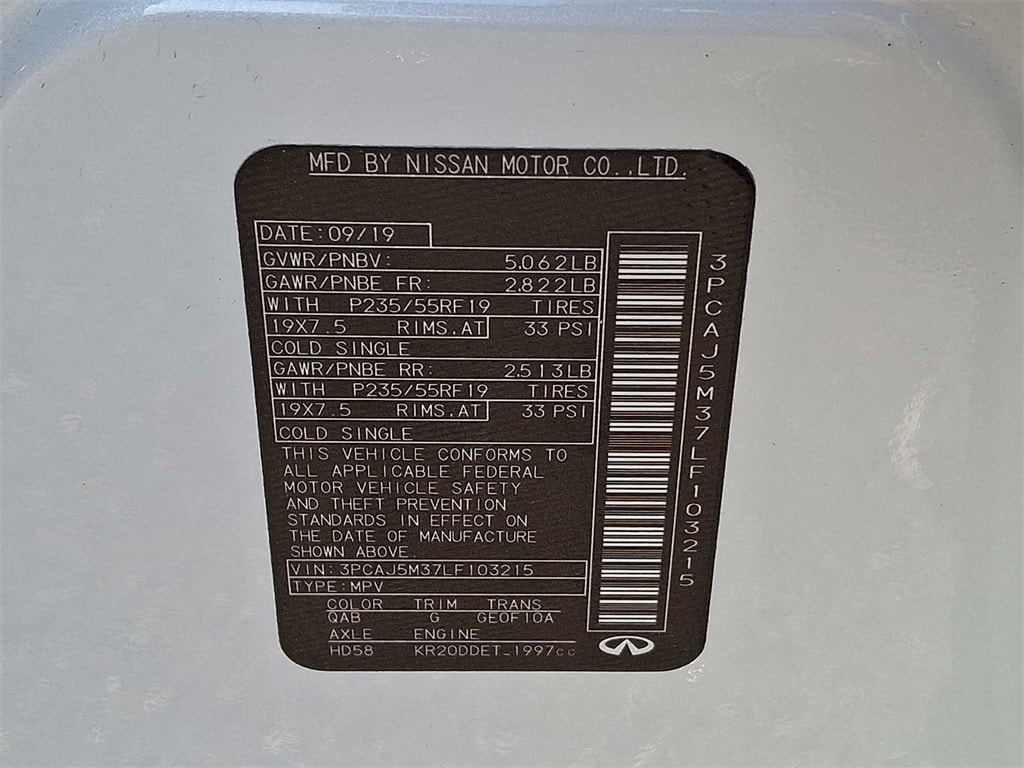 MFD BY NISSAN MOTOR CO.,LTD.
DATE:09/19
GVWR/PNBV: 5.062LB
GAWR/PNBE FR: 2.822LB
WITH P235/55RF19 TIRES
19X7.5 RIMS.AT 33 PSI
COLD SINGLE
GAWR/PNBE RR: 2.513LB
WITH P235/55RF19 TIRES
19X7.5 RIMS.AT 33 PSI
COLD SINGLE
THIS VEHICLE CONFORMS TO
ALL APPLICABLE FEDERAL
MOTOR VEHICLE SAFETY
AND THEFT PREVENTION
STANDARDS IN EFFECT ON
THE DATE OF MANUFACTURE
SHOWN ABOVE.
VIN:3PCAJ5M37LF103215
TYPE:MPV
COLOR TRIM TRANS
QAB G GEOF10A
AXLE ENGINE
HD58 KR20DDET_1997cc
3PCAJ5M37LF103215